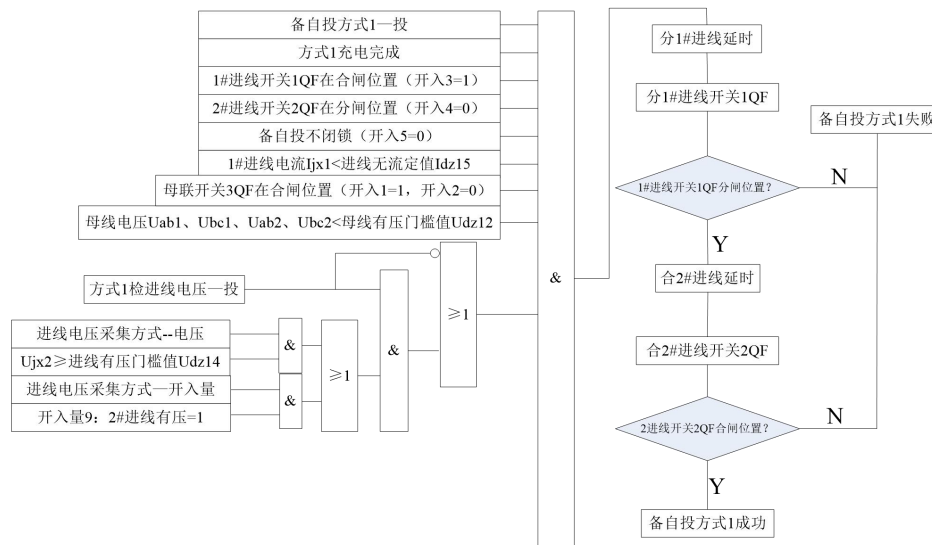 备自投方式1—投
方式1充电完成
1#进线开关1QF在合闸位置（开入3=1）
2#进线开关2QF在分闸位置（开入4=0）
备自投不闭锁（开入5=0）
1#进线电流Ijx1<进线无流定值Idz15
母联开关3QF在合闸位置（开入1=1，开入2=0）
母线电压Uab1、Ubc1、Uab2、Ubc2<母线有压门槛值Udz12
方式1检进线电压—投
进线电压采集方式--电压
Ujx2≥进线有压门槛值Udz14
进线电压采集方式—开入量
开入量9：2#进线有压=1
&
&
≥1
&
≥1
&
分1#进线延时
分1#进线开关1QF
备自投方式1失败
1#进线开关1QF分闸位置？
N
Y
合2#进线延时
合2#进线开关2QF
2进线开关2QF合闸位置？
N
Y
备自投方式1成功